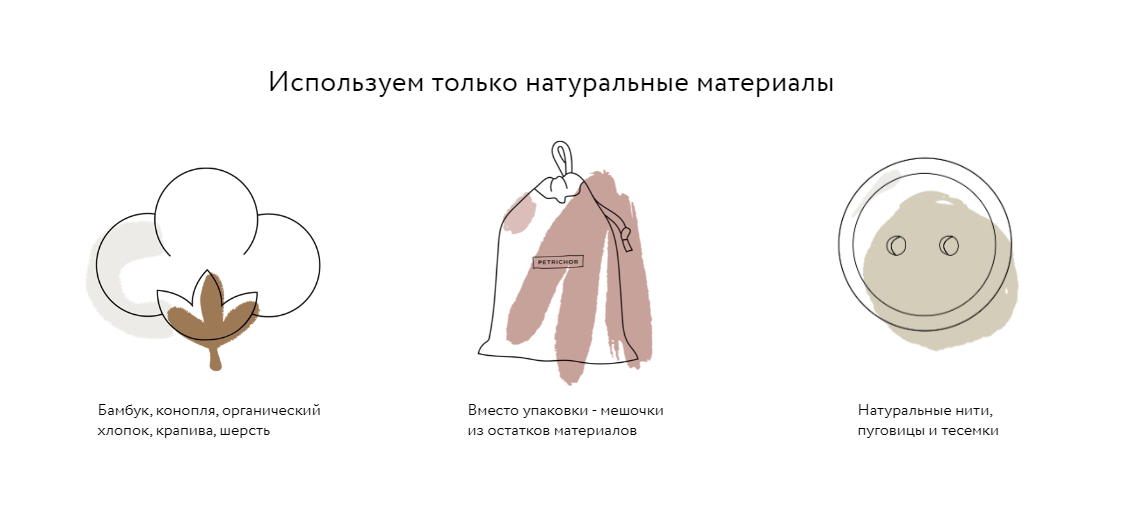 Используем только натуральные материалы
PETRICHOR
Бамбук, конопля, органический
хлопок, крапива, шерсть
Вместо упаковки - мешочки
из остатков материалов
Натуральные нити,
пуговицы и тесемки